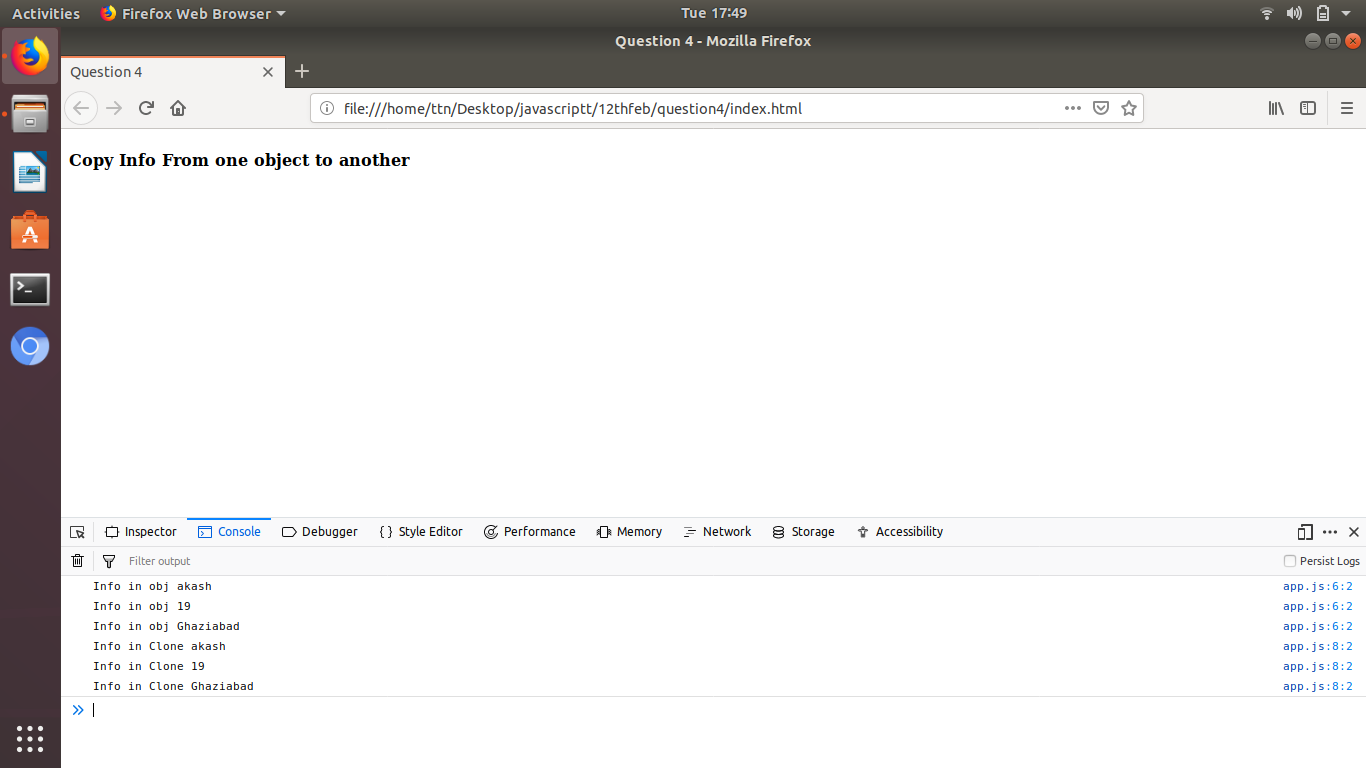 Activities Firefox Web Browser Tue 17:49
Question 4 - Mozilla Firefox
Question 4
file:///home/ttn/Desktop/javascriptt/12thfeb/question4/index.html
Copy Info From one object to another
Inspector Console Debugger Style Editor Performance Memory Network Storage Accessibility
Filter output Persist Logs
Info in obj akash app.js:6:2
Info in obj 19 app.js:6:2
Info in obj Ghaziabad app.js:6:2
Info in Clone akash app.js:8:2
Info in Clone 19 app.js:8:2
Info in Clone Ghaziabad app.js:8:2